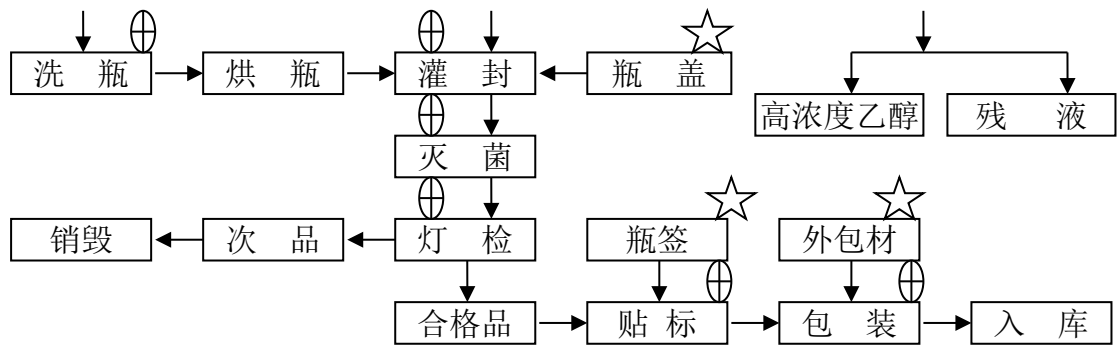 洗瓶
烘瓶
灌封
瓶盖
高浓度乙醇
残液
灭菌
销毁
次品
灯检
瓶签
外包材
合格品
贴标
包装
入库